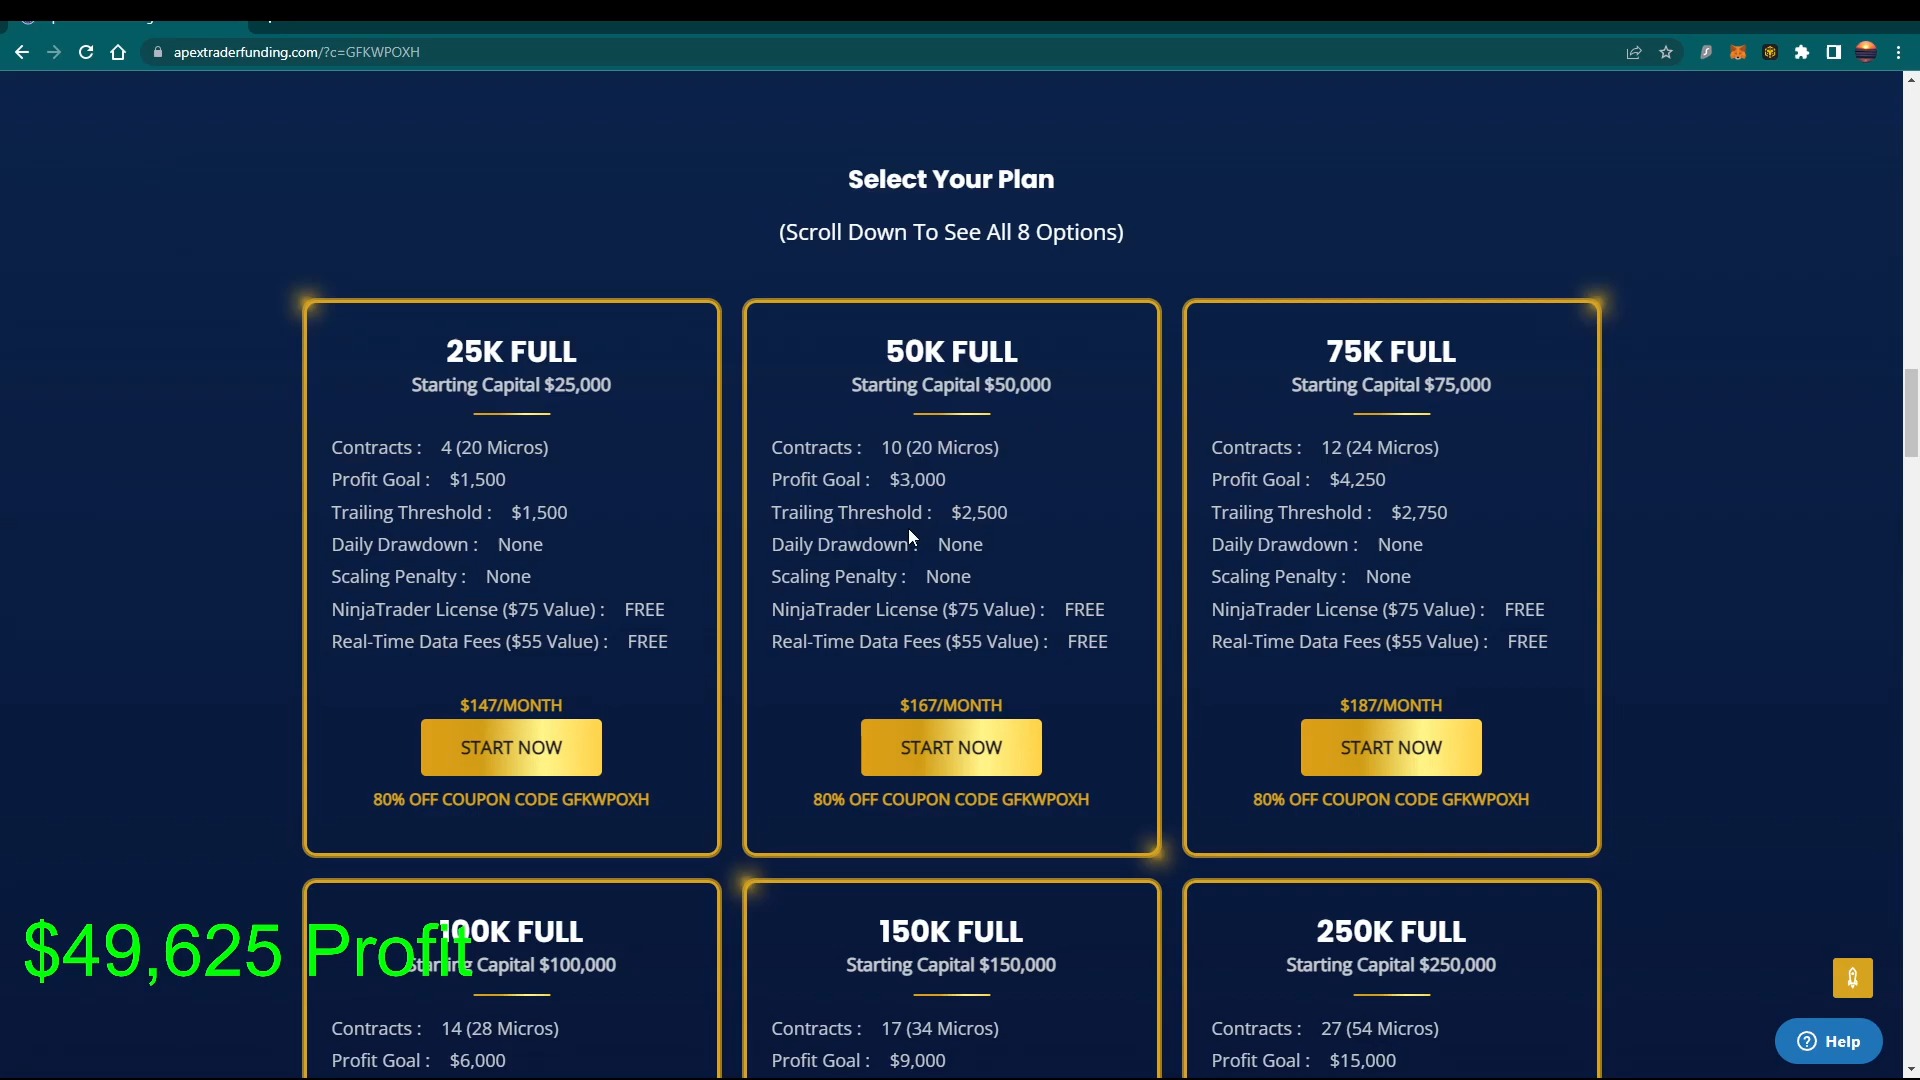 apextraderfunding.com/?c=GFKWPOXH
Select Your Plan
(Scroll Down To See All 8 Options)
25K FULL
Starting Capital $25,000
Contracts : 4 (20 Micros)
Profit Goal : $1,500
Trailing Threshold : $1,500
Daily Drawdown : None
Scaling Penalty : None
NinjaTrader License ($75 Value) : FREE
Real-Time Data Fees ($55 Value) : FREE
$147/MONTH
START NOW
80% OFF COUPON CODE GFKWPOXH
50K FULL
Starting Capital $50,000
Contracts : 10 (20 Micros)
Profit Goal : $3,000
Trailing Threshold : $2,500
Daily Drawdown : None
Scaling Penalty : None
NinjaTrader License ($75 Value) : FREE
Real-Time Data Fees ($55 Value) : FREE
$167/MONTH
START NOW
80% OFF COUPON CODE GFKWPOXH
75K FULL
Starting Capital $75,000
Contracts : 12 (24 Micros)
Profit Goal : $4,250
Trailing Threshold : $2,750
Daily Drawdown : None
Scaling Penalty : None
NinjaTrader License ($75 Value) : FREE
Real-Time Data Fees ($55 Value) : FREE
$187/MONTH
START NOW
80% OFF COUPON CODE GFKWPOXH
$49,625 Profit
100K FULL
Starting Capital $100,000
Contracts : 14 (28 Micros)
Profit Goal : $6,000
150K FULL
Starting Capital $150,000
Contracts : 17 (34 Micros)
Profit Goal : $9,000
250K FULL
Starting Capital $250,000
Contracts : 27 (54 Micros)
Profit Goal : $15,000
Help